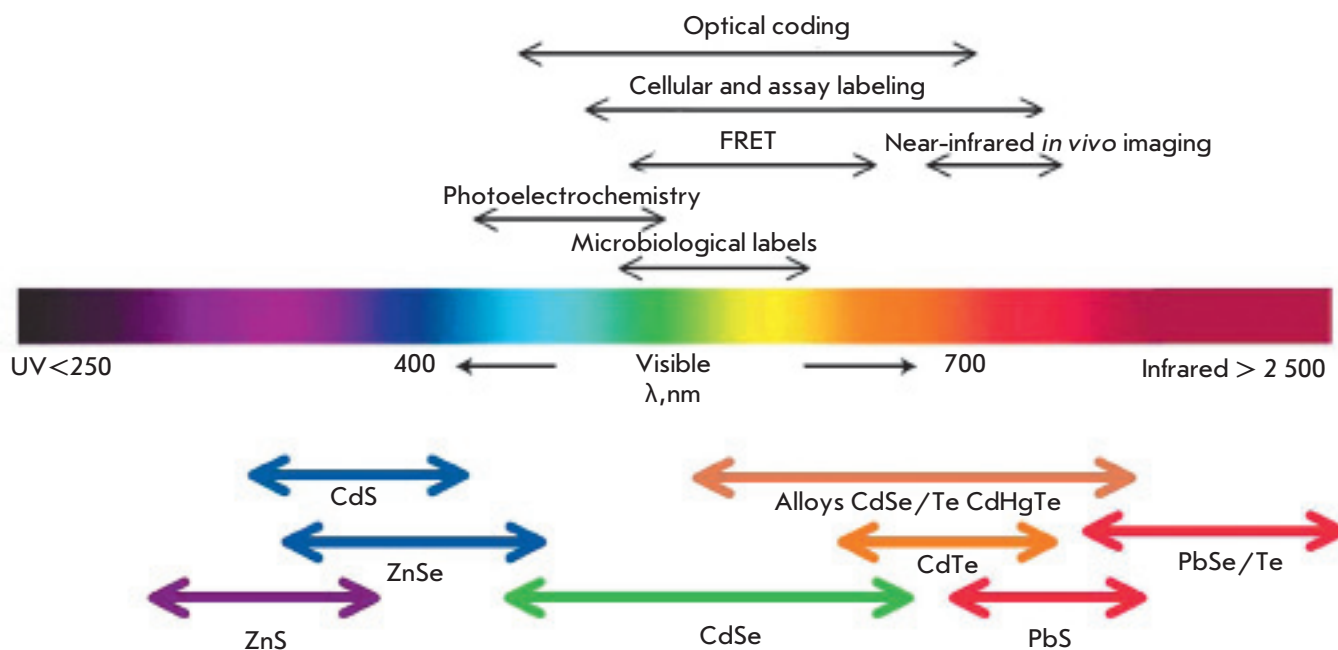 Optical coding
Cellular and assay labeling
FRET
Near-infrared in vivo imaging
Photoelectrochemistry
Microbiological labels
UV<250
400
Visible
700
Infrared > 2 500
λ,nm
CdS
Alloys CdSe/Te CdHgTe
ZnSe
CdTe
PbSe/Te
ZnS
CdSe
PbS